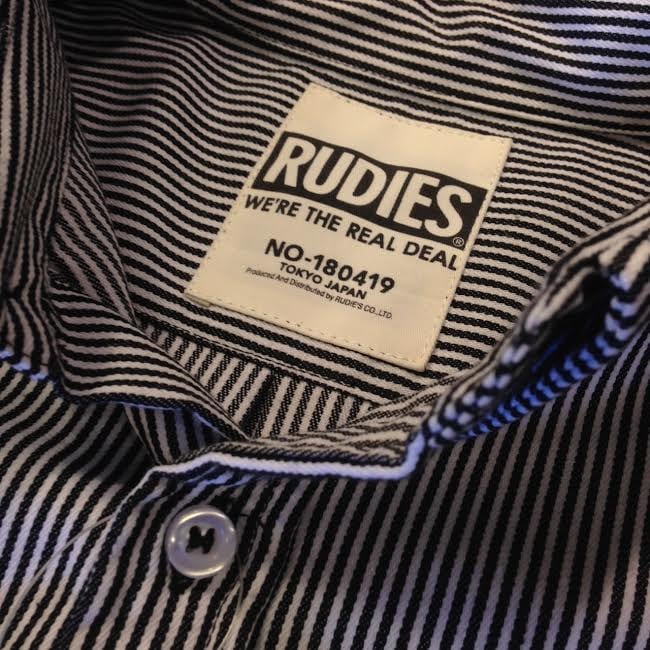 RUDIES
®
WE'RE THE REAL DEAL
NO-180419
TOKYO JAPAN
Produced And Distributed by RUDIE'S CO.,LTD.